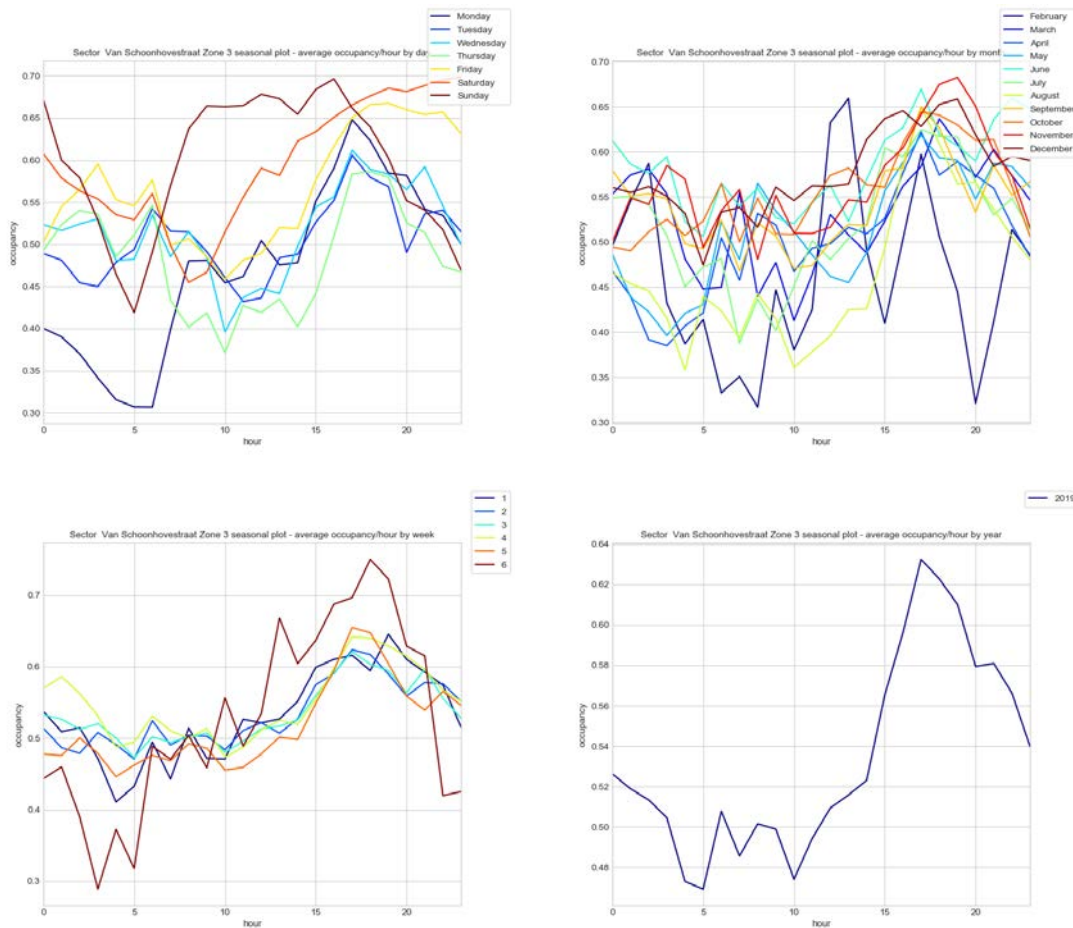 Monday
Tuesday
Wednesday
Thursday
Friday
Saturday
Sunday
Sector Van Schoonhovestraat Zone 3 seasonal plot - average occupancy/hour by day
0.70
0.65
0.60
0.55
0.50
0.45
0.40
0.35
0.30
occupancy
0 5 10 15 20
hour
February
March
April
May
June
July
August
September
October
November
December
Sector Van Schoonhovestraat Zone 3 seasonal plot - average occupancy/hour by mont
0.70
0.65
0.60
0.55
0.50
0.45
0.40
0.35
0.30
occupancy
0 5 10 15 20
hour
1
2
3
4
5
6
Sector Van Schoonhovestraat Zone 3 seasonal plot - average occupancy/hour by week
0.7
0.6
0.5
0.4
0.3
occupancy
0 5 10 15 20
hour
2019
Sector Van Schoonhovestraat Zone 3 seasonal plot - average occupancy/hour by year
0.64
0.62
0.60
0.58
0.56
0.54
0.52
0.50
0.48
occupancy
0 5 10 15 20
hour